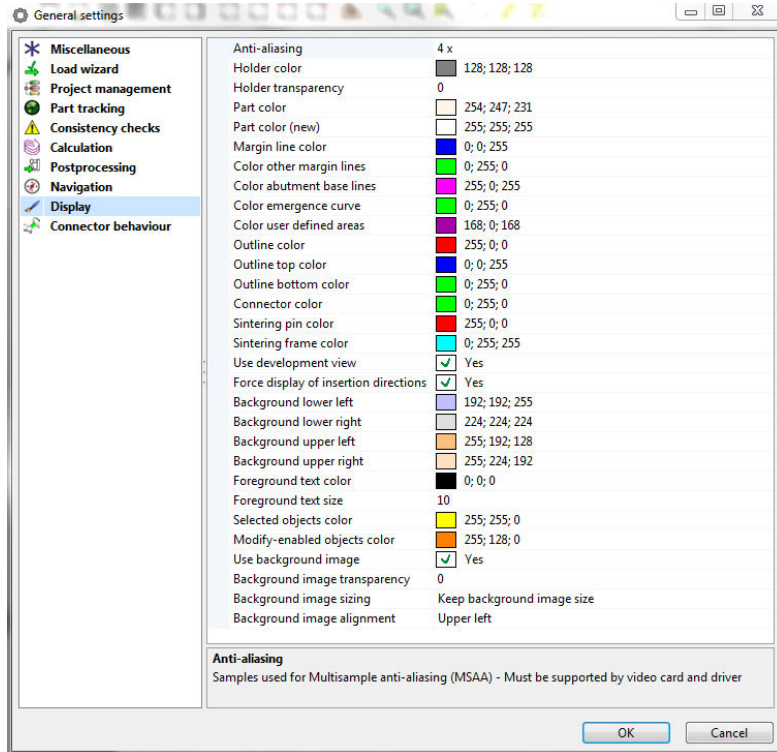 General settings
Miscellaneous
Load wizard
Project management
Part tracking
Consistency checks
Calculation
Postprocessing
Navigation
Display
Connector behaviour
Anti-aliasing 4 x
Holder color 128; 128; 128
Holder transparency 0
Part color 254; 247; 231
Part color (new) 255; 255; 255
Margin line color 0; 0; 255
Color other margin lines 0; 255; 0
Color abutment base lines 255; 0; 255
Color emergence curve 0; 255; 0
Color user defined areas 168; 0; 168
Outline color 255; 0; 0
Outline top color 0; 0; 255
Outline bottom color 0; 255; 0
Connector color 0; 255; 0
Sintering pin color 255; 0; 0
Sintering frame color 0; 255; 255
Use development view Yes
Force display of insertion directions Yes
Background lower left 192; 192; 255
Background lower right 224; 224; 224
Background upper left 255; 192; 128
Background upper right 255; 224; 192
Foreground text color 0; 0; 0
Foreground text size 10
Selected objects color 255; 255; 0
Modify-enabled objects color 255; 128; 0
Use background image Yes
Background image transparency 0
Background image sizing Keep background image size
Background image alignment Upper left
Anti-aliasing
Samples used for Multisample anti-aliasing (MSAA) - Must be supported by video card and driver
OK Cancel